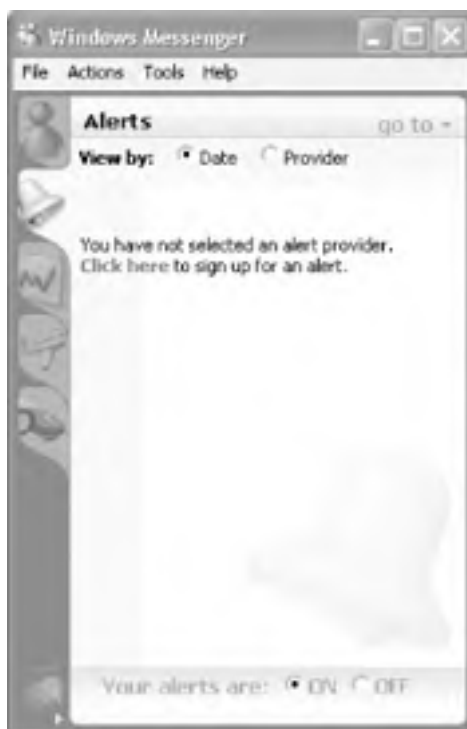 Windows Messenger
File Actions Tools Help
Alerts
go to
View by: Date Provider
You have not selected an alert provider.
Click here to sign up for an alert.
Your alerts are: ON OFF